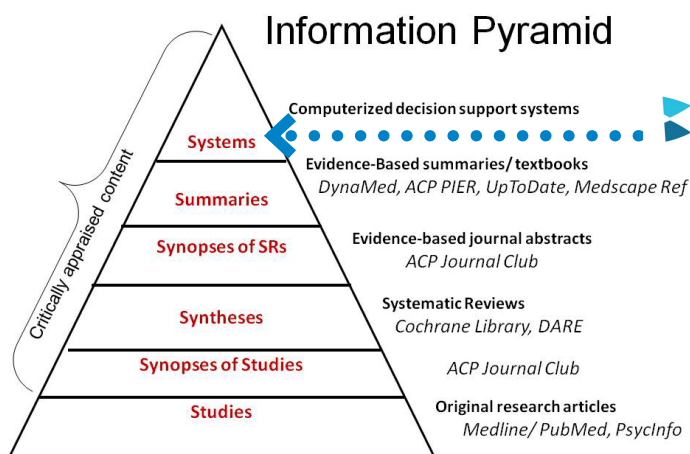 Information Pyramid
Critically appraised content
Computerized decision support systems
Systems
Evidence-Based summaries/ textbooks
DynaMed, ACP PIER, UpToDate, Medscape Ref
Summaries
Synopses of SRs
Evidence-based journal abstracts
ACP Journal Club
Syntheses
Systematic Reviews
Cochrane Library, DARE
Synopses of Studies
ACP Journal Club
Studies
Original research articles
Medline/ PubMed, PsycInfo